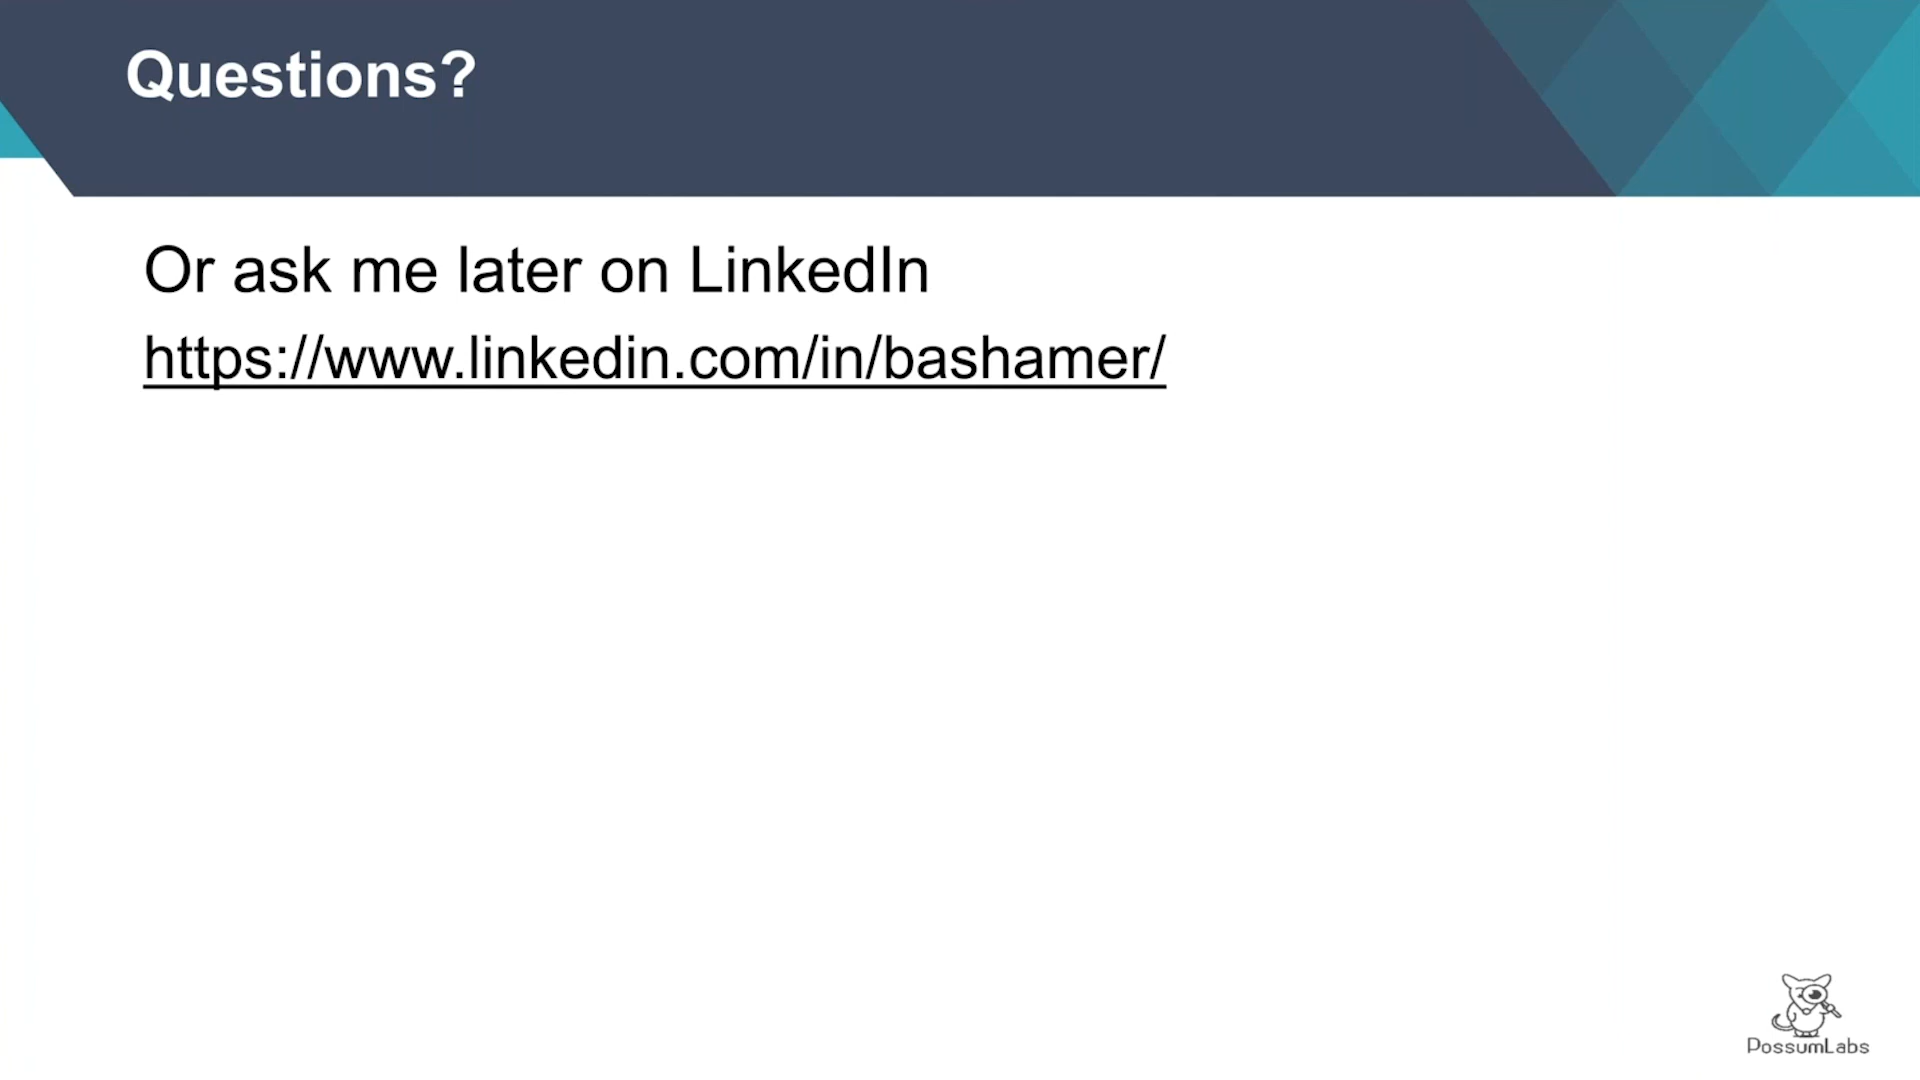 Questions?
Or ask me later on LinkedIn
https://www.linkedin.com/in/bashamer/
PossumLabs